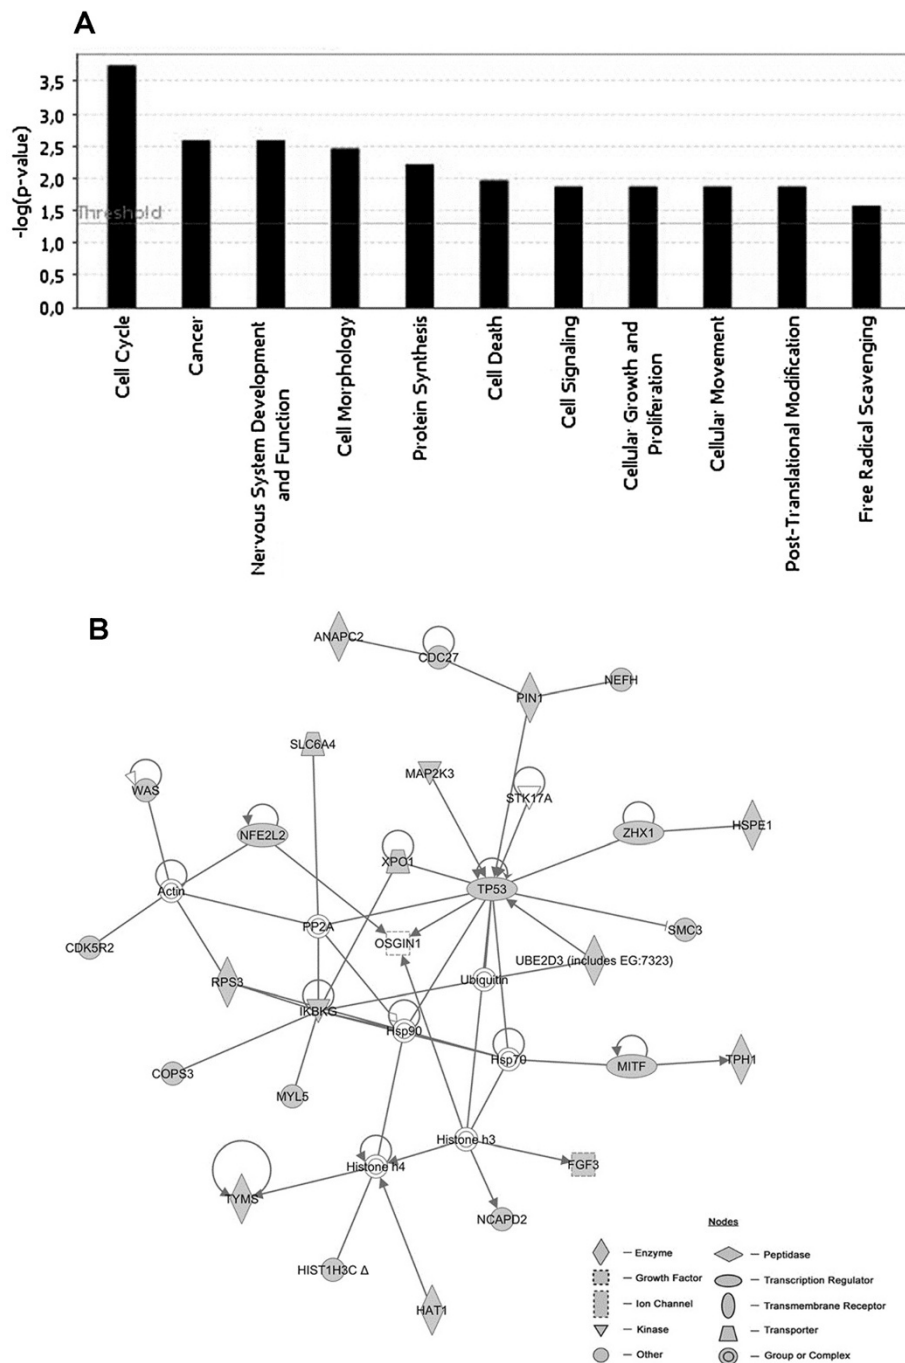 A
-log(p-value)
3,5
3,0
2,5
2,0
1,5
1,0
0,5
0,0
Threshold
Cell Cycle
Cancer
Nervous System Development
and Function
Cell Morphology
Protein Synthesis
Cell Death
Cell Signaling
Cellular Growth and
Proliferation
Cellular Movement
Post-Translational Modification
Free Radical Scavenging
B
ANAPC2
CDC27
NEFH
PIN1
SLC6A4
MAP2K3
WAS
STK17A
NFE2L2
ZHX1
HSPE1
XPO1
Actin
TP53
PP2A
SMC3
CDK5R2
OSGIN1
UBE2D3 (includes EG:7323)
RPS3
Ubiquitin
IKBKG
Hsp90
Hsp70
MITF
TPH1
COPS3
MYL5
Histone h3
Histone h4
FGF3
TYMS
NCAPD2
HIST1H3C Δ
HAT1
Nodes
– Enzyme
– Peptidase
– Growth Factor
– Transcription Regulator
– Ion Channel
– Transmembrane Receptor
– Kinase
– Transporter
– Other
– Group or Complex